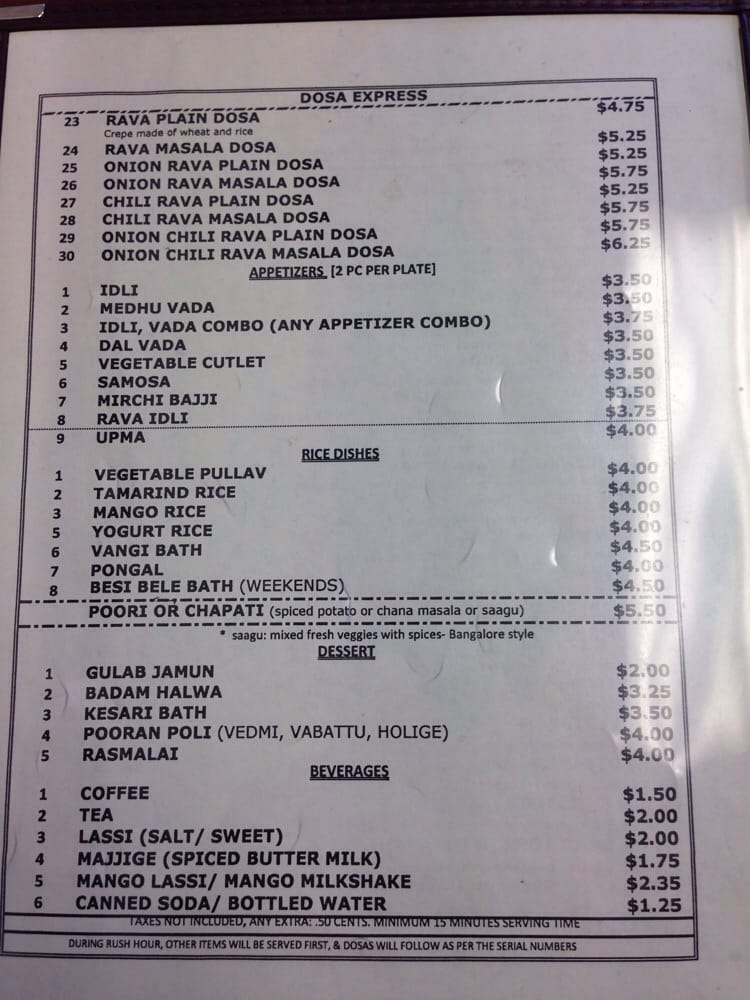 DOSA EXPRESS
23 RAVA PLAIN DOSA $4.75
Crepe made of wheat and rice
24 RAVA MASALA DOSA $5.25
25 ONION RAVA PLAIN DOSA $5.25
26 ONION RAVA MASALA DOSA $5.75
27 CHILI RAVA PLAIN DOSA $5.25
28 CHILI RAVA MASALA DOSA $5.75
29 ONION CHILI RAVA PLAIN DOSA $5.75
30 ONION CHILI RAVA MASALA DOSA $6.25
APPETIZERS [2 PC PER PLATE]
1 IDLI $3.50
2 MEDHU VADA $3.50
3 IDLI, VADA COMBO (ANY APPETIZER COMBO) $3.75
4 DAL VADA $3.50
5 VEGETABLE CUTLET $3.50
6 SAMOSA $3.50
7 MIRCHI BAJJI $3.50
8 RAVA IDLI $3.75
9 UPMA $4.00
RICE DISHES
1 VEGETABLE PULLAV $4.00
2 TAMARIND RICE $4.00
3 MANGO RICE $4.00
5 YOGURT RICE $4.00
6 VANGI BATH $4.50
7 PONGAL $4.00
8 BESI BELE BATH (WEEKENDS) $4.50
POORI OR CHAPATI (spiced potato or chana masala or saagu) $5.50
* saagu: mixed fresh veggies with spices- Bangalore style
DESSERT
1 GULAB JAMUN $2.00
2 BADAM HALWA $3.25
3 KESARI BATH $3.50
4 POORAN POLI (VEDMI, VABATTU, HOLIGE) $4.00
5 RASMALAI $4.00
BEVERAGES
1 COFFEE $1.50
2 TEA $2.00
3 LASSI (SALT/ SWEET) $2.00
4 MAJJIGE (SPICED BUTTER MILK) $1.75
5 MANGO LASSI/ MANGO MILKSHAKE $2.35
6 CANNED SODA/ BOTTLED WATER $1.25
TAXES NOT INCLUDED, ANY EXTRA: .50 CENTS. MINIMUM 15 MINUTES SERVING TIME
DURING RUSH HOUR, OTHER ITEMS WILL BE SERVED FIRST, & DOSAS WILL FOLLOW AS PER THE SERIAL NUMBERS